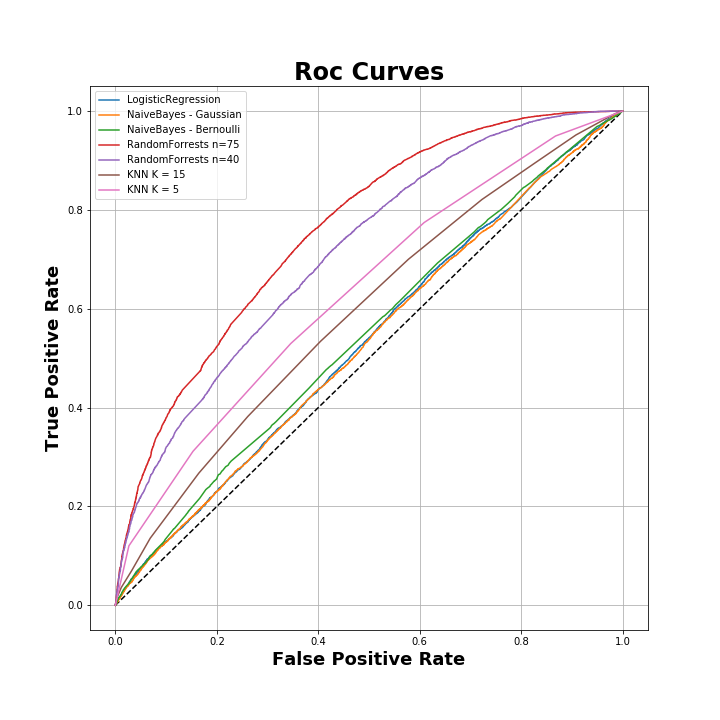 Roc Curves
LogisticRegression
NaiveBayes - Gaussian
NaiveBayes - Bernoulli
RandomForrests n=75
RandomForrests n=40
KNN K = 15
KNN K = 5
True Positive Rate
1.0
0.8
0.6
0.4
0.2
0.0
0.0 0.2 0.4 0.6 0.8 1.0
False Positive Rate